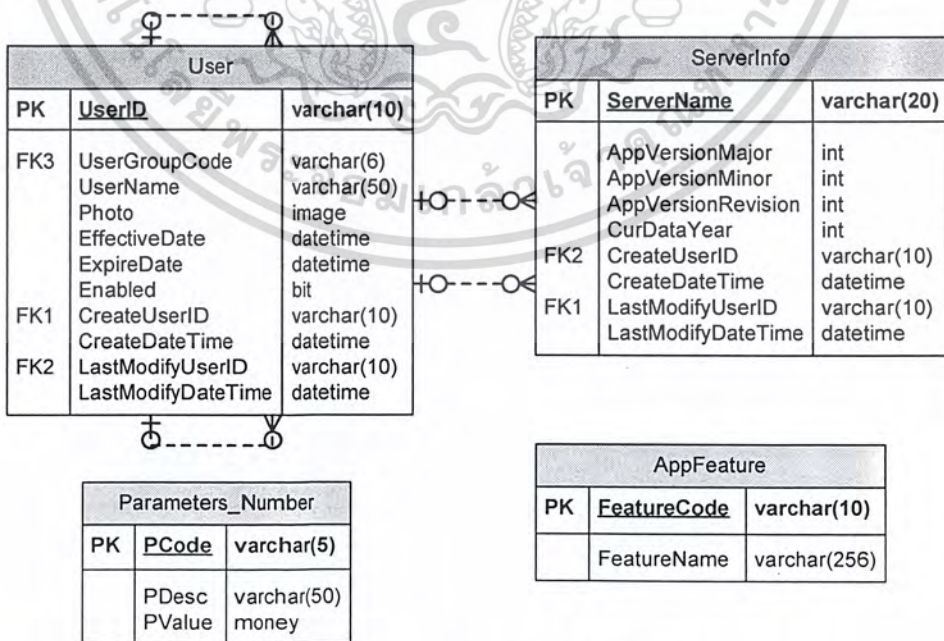 User
PK UserID varchar(10)
FK3 UserGroupCode varchar(6)
UserName varchar(50)
Photo image
EffectiveDate datetime
ExpireDate datetime
Enabled bit
FK1 CreateUserID varchar(10)
CreateDateTime datetime
FK2 LastModifyUserID varchar(10)
LastModifyDateTime datetime
ServerInfo
PK ServerName varchar(20)
AppVersionMajor int
AppVersionMinor int
AppVersionRevision int
CurDataYear int
FK2 CreateUserID varchar(10)
CreateDateTime datetime
FK1 LastModifyUserID varchar(10)
LastModifyDateTime datetime
Parameters_Number
PK PCode varchar(5)
PDesc varchar(50)
PValue money
AppFeature
PK FeatureCode varchar(10)
FeatureName varchar(256)